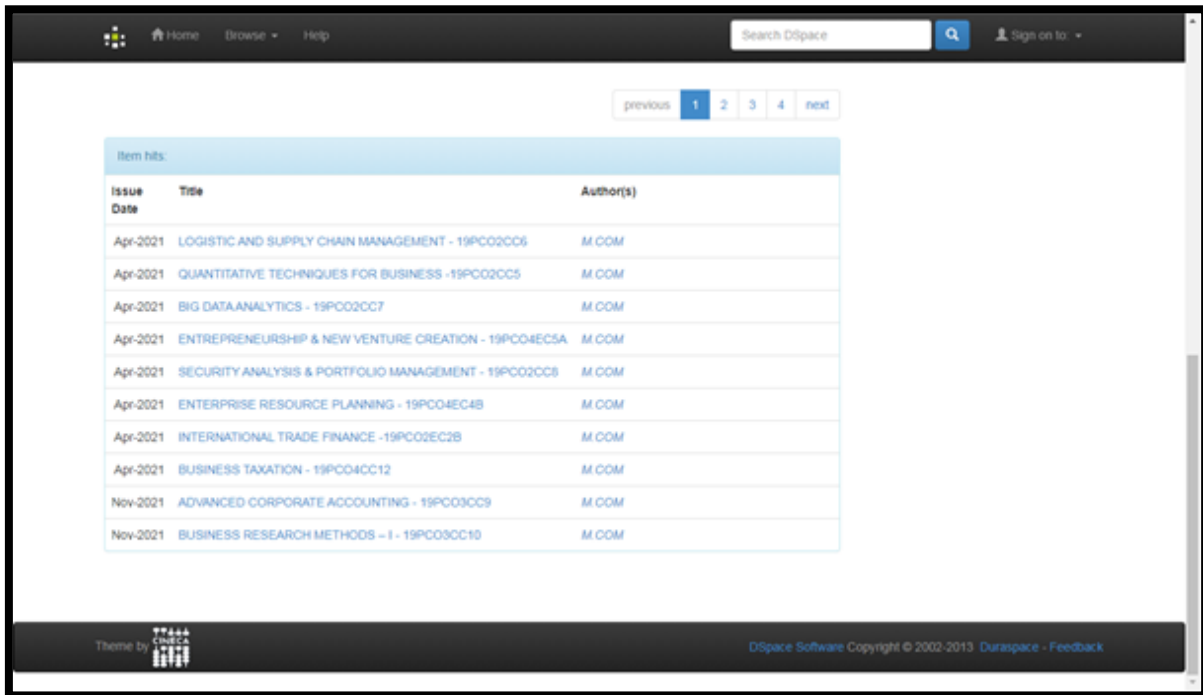 Home Browse Help Search DSpace Sign on to:
previous 1 2 3 4 next
Item hits:
Issue Date Title Author(s)
Apr-2021 LOGISTIC AND SUPPLY CHAIN MANAGEMENT - 19PCO2CC6 M.COM
Apr-2021 QUANTITATIVE TECHNIQUES FOR BUSINESS -19PCO2CC5 M.COM
Apr-2021 BIG DATA ANALYTICS - 19PCO2CC7 M.COM
Apr-2021 ENTREPRENEURSHIP & NEW VENTURE CREATION - 19PCO4EC5A M.COM
Apr-2021 SECURITY ANALYSIS & PORTFOLIO MANAGEMENT - 19PCO2CC8 M.COM
Apr-2021 ENTERPRISE RESOURCE PLANNING - 19PCO4EC4B M.COM
Apr-2021 INTERNATIONAL TRADE FINANCE -19PCO2EC2B M.COM
Apr-2021 BUSINESS TAXATION - 19PCO4CC12 M.COM
Nov-2021 ADVANCED CORPORATE ACCOUNTING - 19PCO3CC9 M.COM
Nov-2021 BUSINESS RESEARCH METHODS – I - 19PCO3CC10 M.COM
Theme by CINECA DSpace Software Copyright © 2002-2013 Duraspace - Feedback